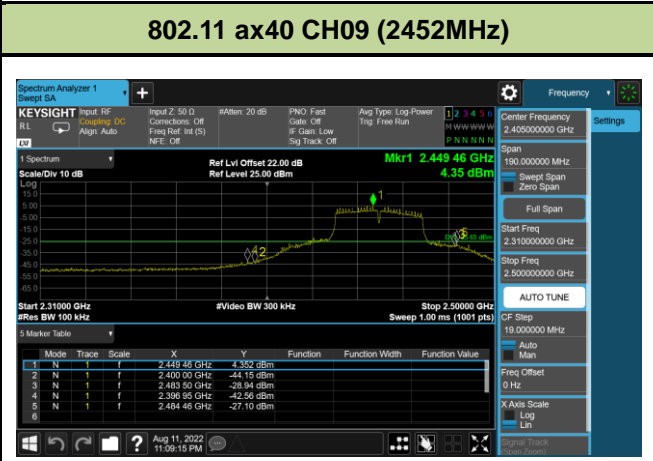 802.11 ax40 CH09 (2452MHz)
Spectrum Analyzer 1
Swept SA
Frequency
KEYSIGHT
RL
Input: RF
Coupling: DC
Align: Auto
Input Z: 50 Ω
Corrections: Off
Freq Ref: Int (S)
NFE: Off
#Atten: 20 dB
PNO: Fast
Gate: Off
IF Gain: Low
Sig Track: Off
Avg Type: Log-Power
Trig: Free Run
1 2 3 4 5 6
M W W W W W
P N N N N N
1 Spectrum
Scale/Div 10 dB
Ref Lvl Offset 22.00 dB
Ref Level 25.00 dBm
Mkr1 2.449 46 GHz
4.35 dBm
Log
15.0
5.00
-5.00
-15.0
-25.0
-35.0
-45.0
-55.0
-65.0
1
2
Start 2.31000 GHz
#Res BW 100 kHz
#Video BW 300 kHz
Stop 2.50000 GHz
Sweep 1.00 ms (1001 pts)
5 Marker Table
Mode Trace Scale X Y Function Function Width Function Value
1 N 1 f 2.449 46 GHz 4.352 dBm
2 N 1 f 2.400 00 GHz -44.15 dBm
3 N 1 f 2.483 50 GHz -28.94 dBm
4 N 1 f 2.396 95 GHz -42.56 dBm
5 N 1 f 2.484 46 GHz -27.10 dBm
6
Aug 11, 2022
11:09:15 PM
Center Frequency
2.405000000 GHz
Settings
Span
190.000000 MHz
Swept Span
Zero Span
Full Span
Start Freq
2.310000000 GHz
Stop Freq
2.500000000 GHz
AUTO TUNE
CF Step
19.000000 MHz
Auto
Man
Freq Offset
0 Hz
X Axis Scale
Log
Lin
Signal Track
(Span Zoom)